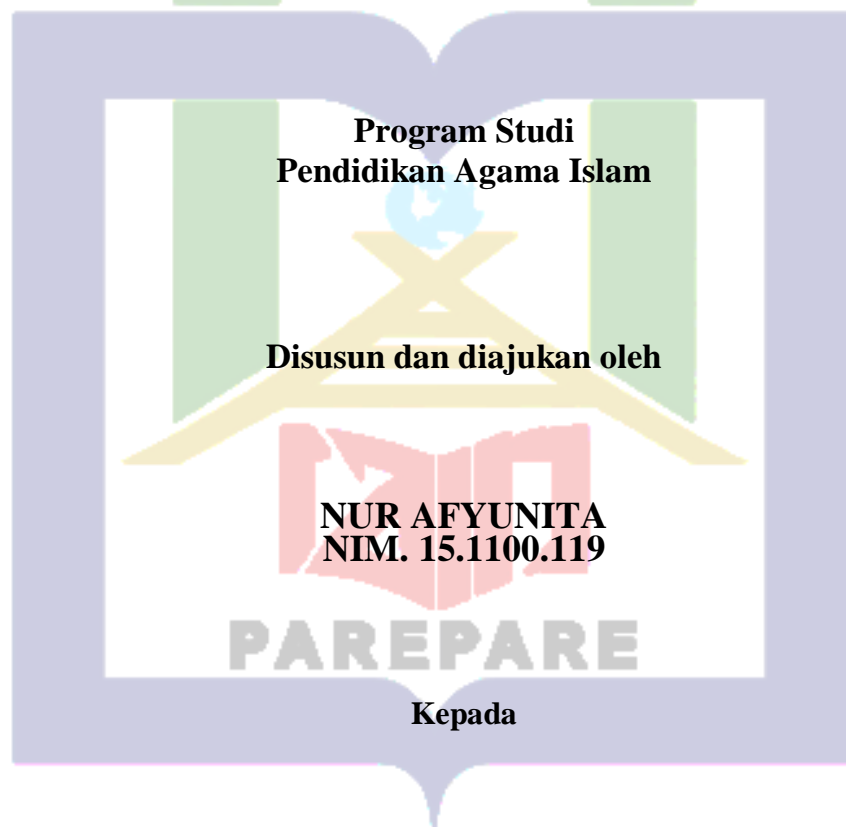 Program Studi
Pendidikan Agama Islam
Disusun dan diajukan oleh
NUR AFYUNITA
NIM. 15.1100.119
PAREPARE
Kepada